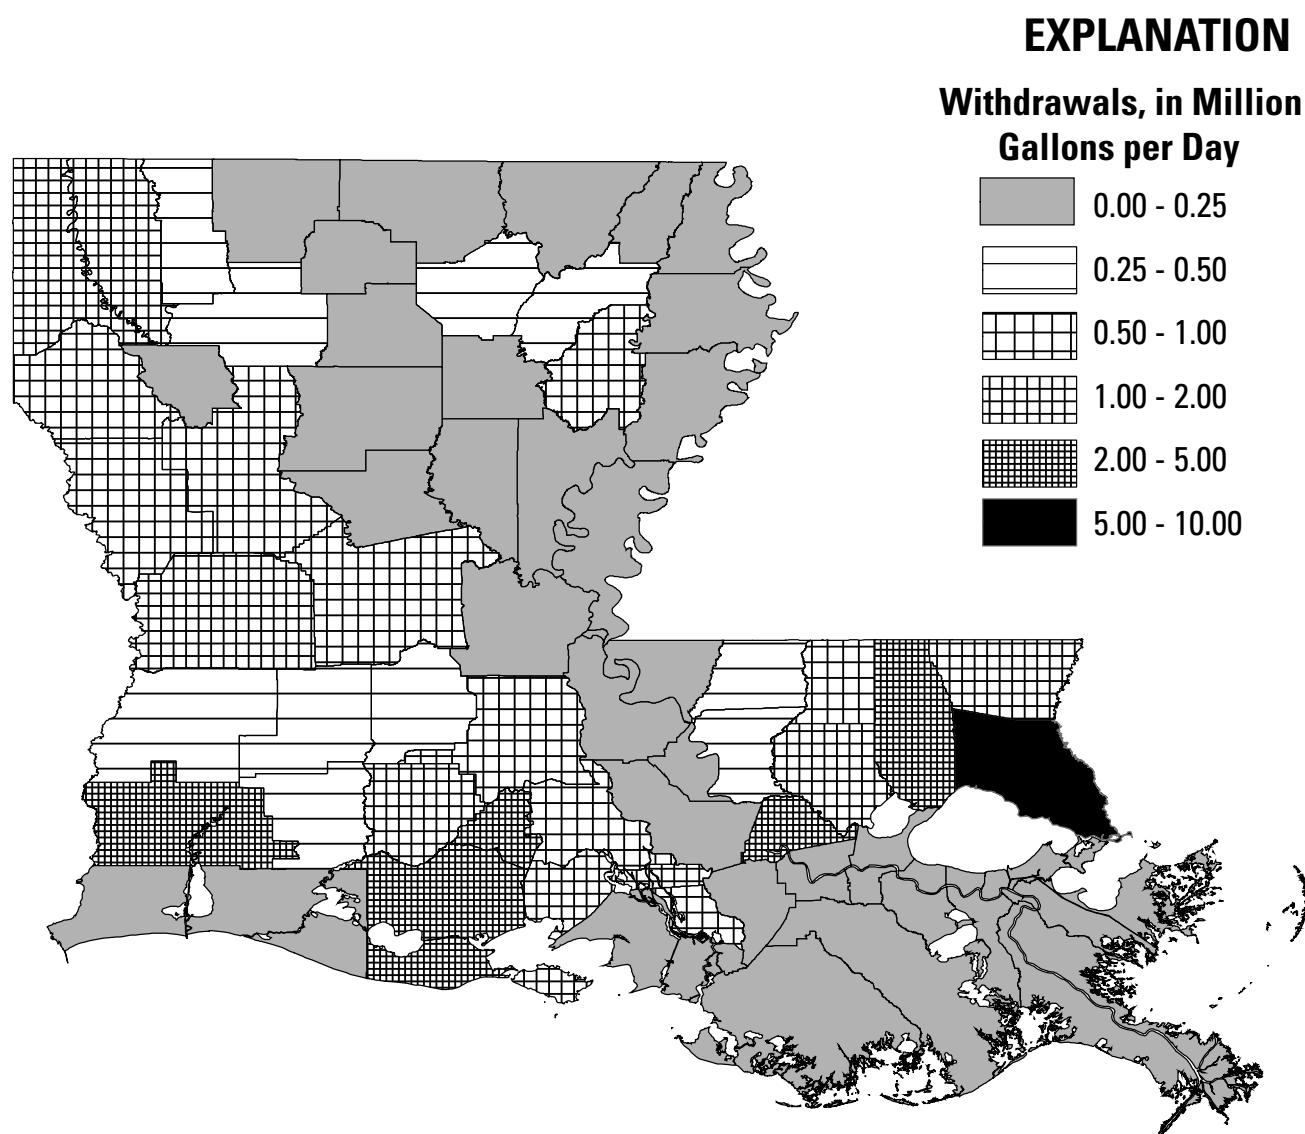 EXPLANATION
Withdrawals, in Million
Gallons per Day
0.00 - 0.25
0.25 - 0.50
0.50 - 1.00
1.00 - 2.00
2.00 - 5.00
5.00 - 10.00